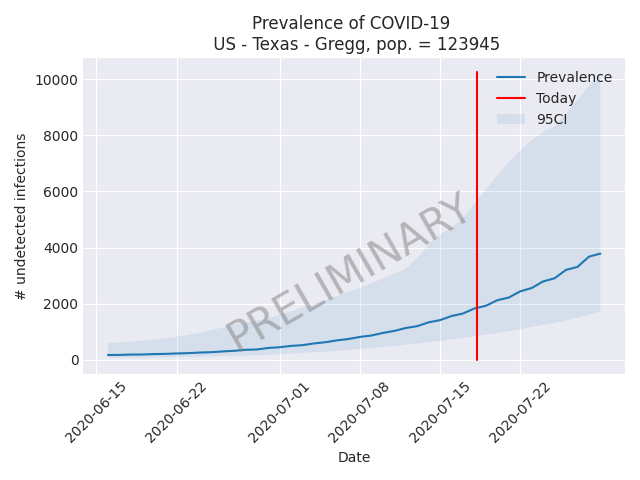 Prevalence of COVID-19
US - Texas - Gregg, pop. = 123945
10000
8000
6000
4000
2000
0
# undetected infections
Prevalence
Today
95CI
PRELIMINARY
2020-06-15
2020-06-22
2020-07-01
2020-07-08
2020-07-15
2020-07-22
Date